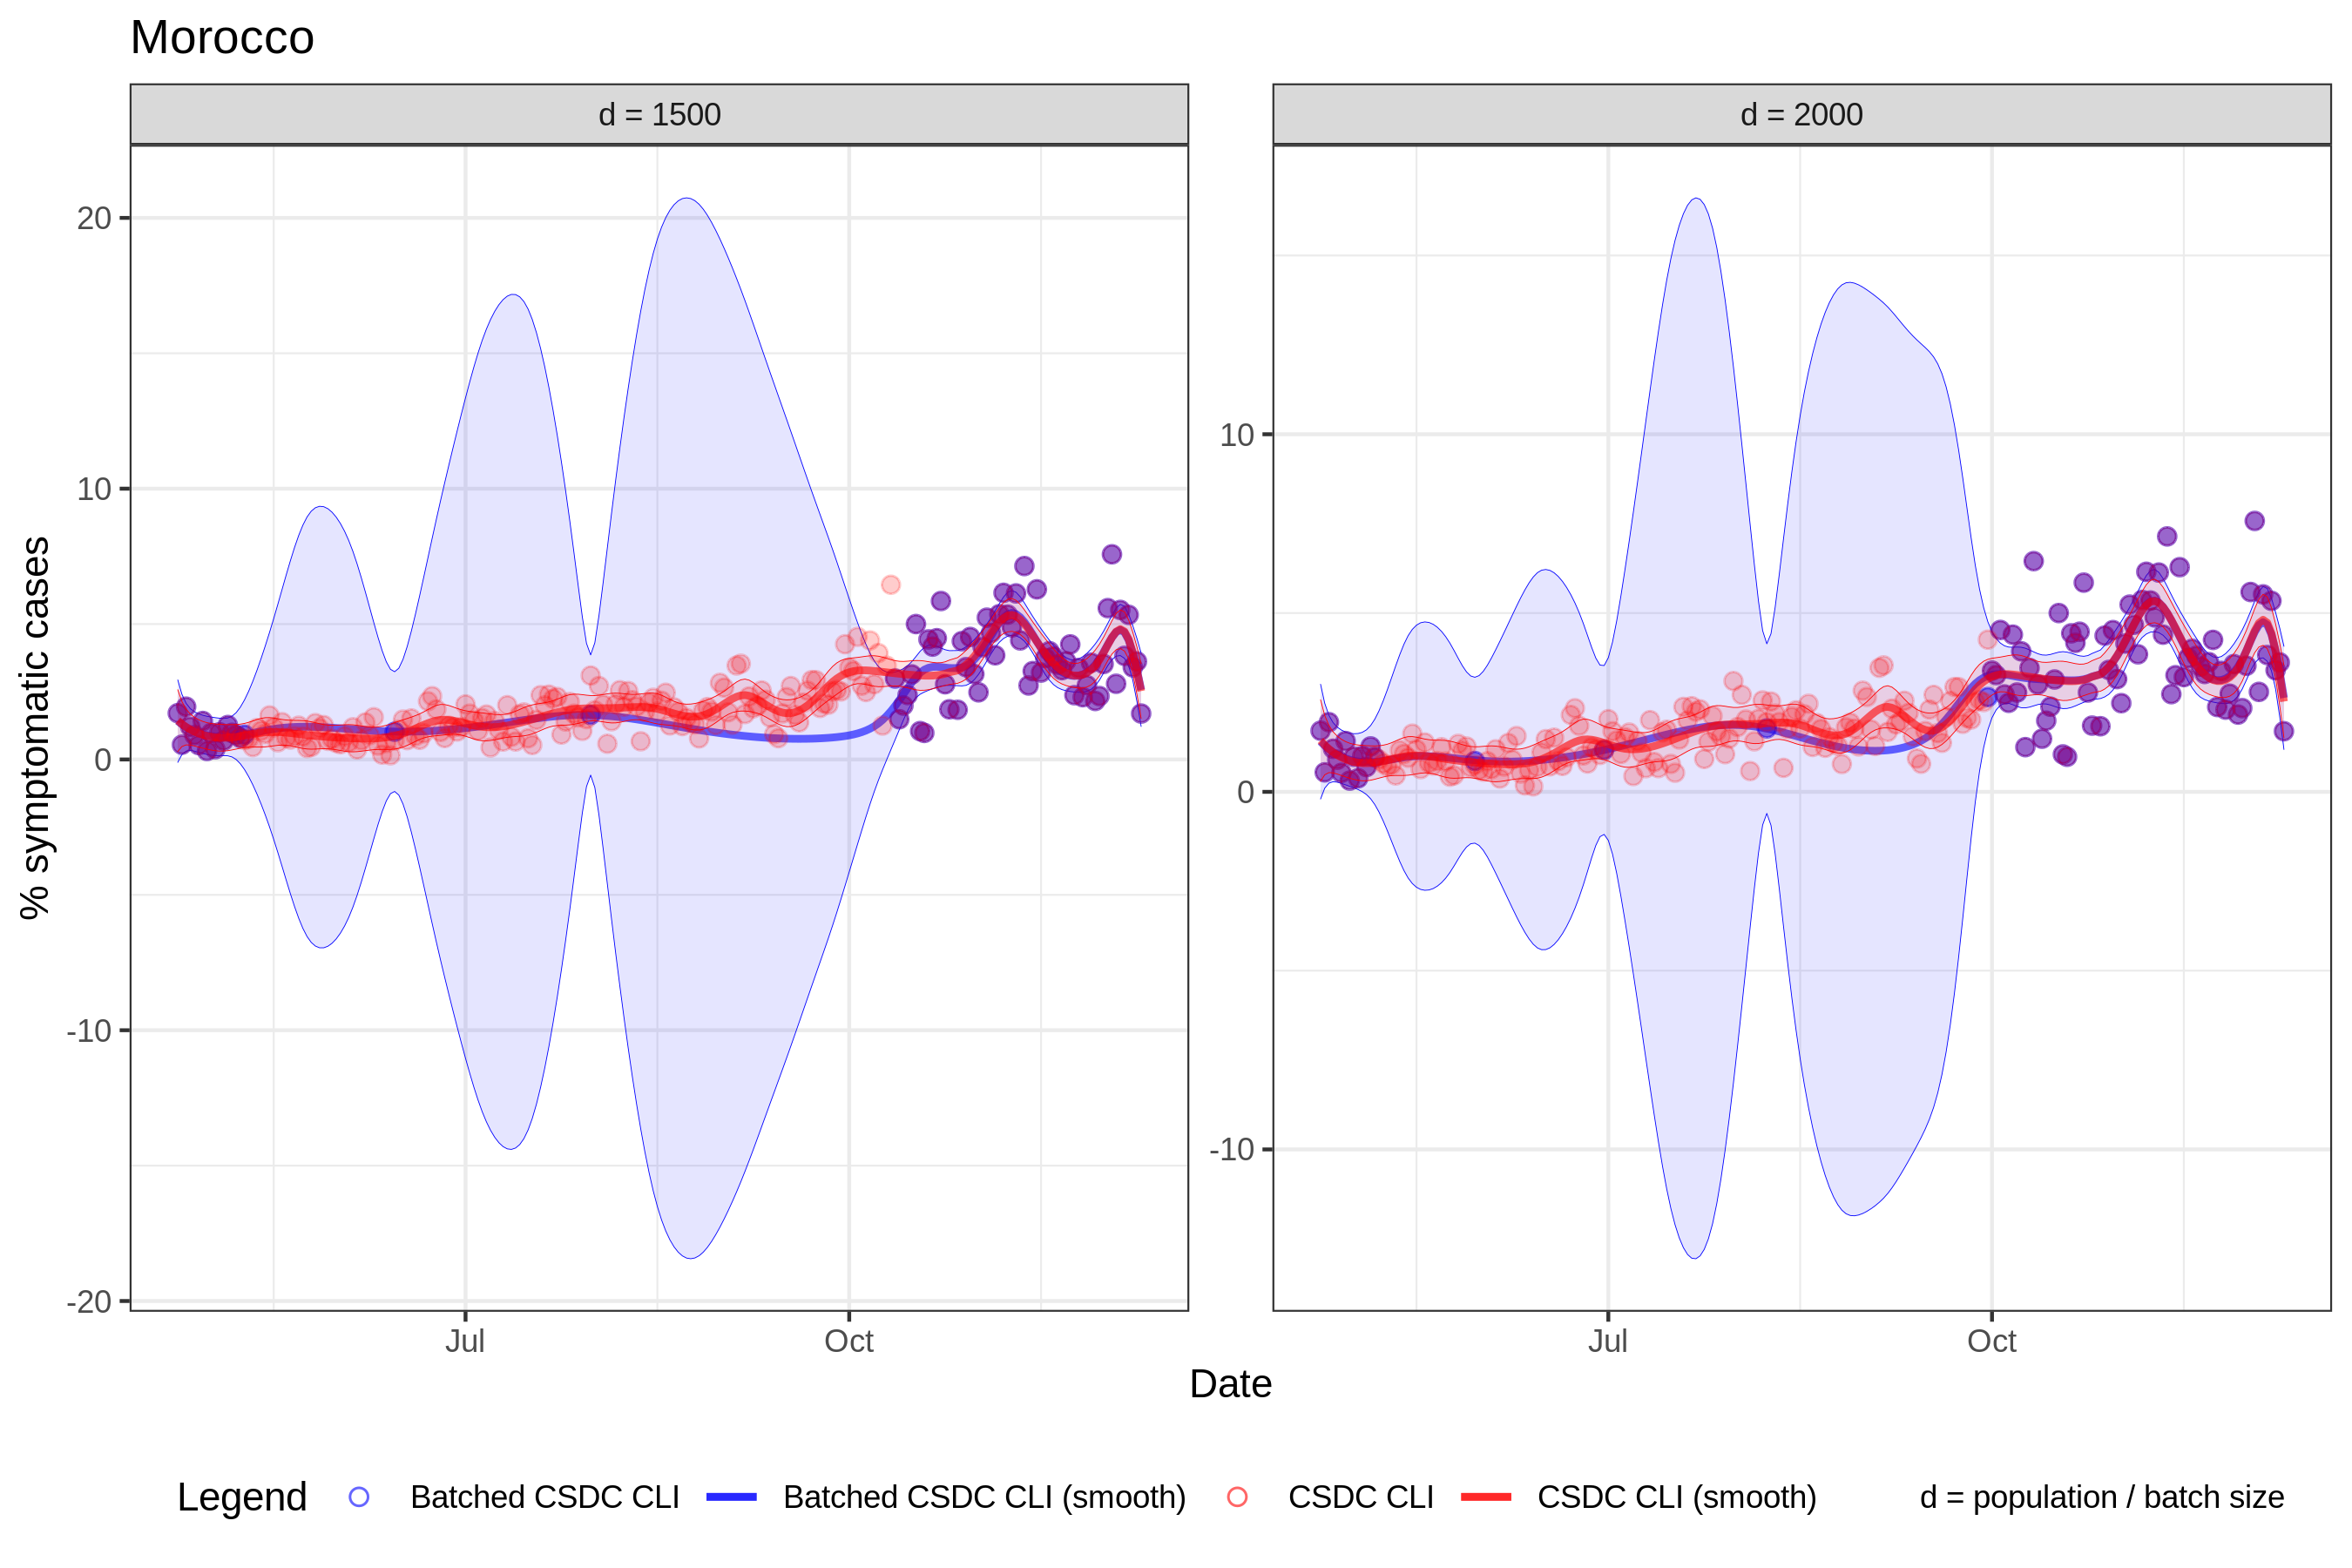 Morocco
d = 1500
d = 2000
% symptomatic cases
20
10
0
-10
-20
10
0
-10
Jul
Oct
Jul
Oct
Date
Legend
Batched CSDC CLI
Batched CSDC CLI (smooth)
CSDC CLI
CSDC CLI (smooth)
d = population / batch size